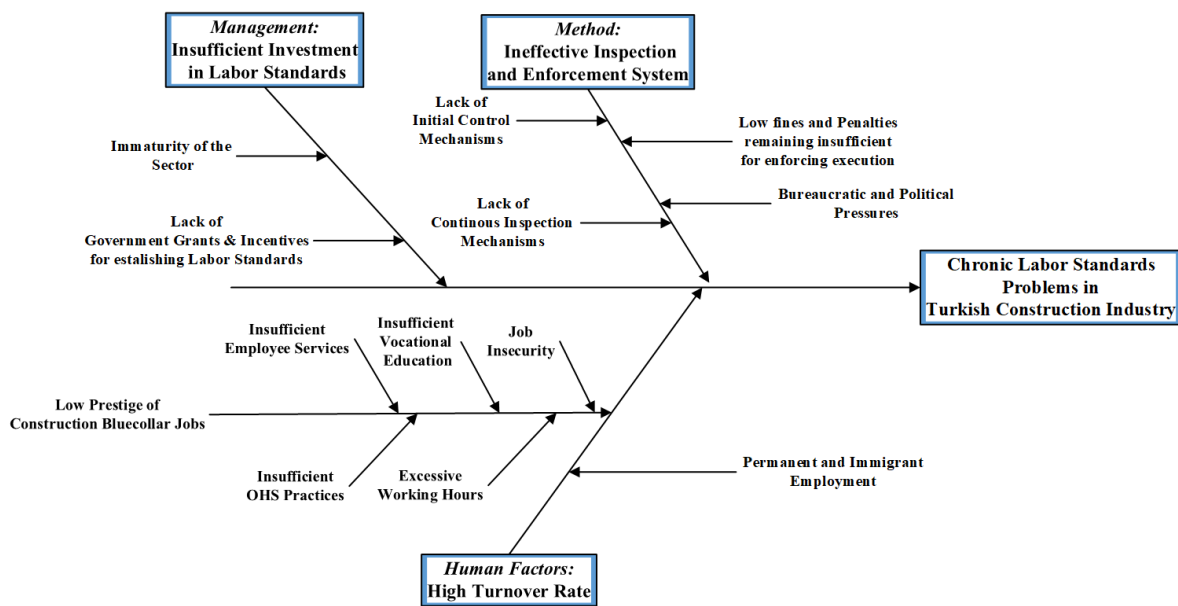 Management:
Insufficient Investment
in Labor Standards
Method:
Ineffective Inspection
and Enforcement System
Lack of
Initial Control
Mechanisms
Low fines and Penalties
remaining insufficient
for enforcing execution
Immaturity of the
Sector
Bureaucratic and Political
Pressures
Lack of
Continous Inspection
Mechanisms
Lack of
Government Grants & Incentives
for estalishing Labor Standards
Chronic Labor Standards
Problems in
Turkish Construction Industry
Insufficient
Employee Services
Insufficient
Vocational
Education
Job
Insecurity
Low Prestige of
Construction Bluecollar Jobs
Insufficient
OHS Practices
Excessive
Working Hours
Permanent and Immigrant
Employment
Human Factors:
High Turnover Rate